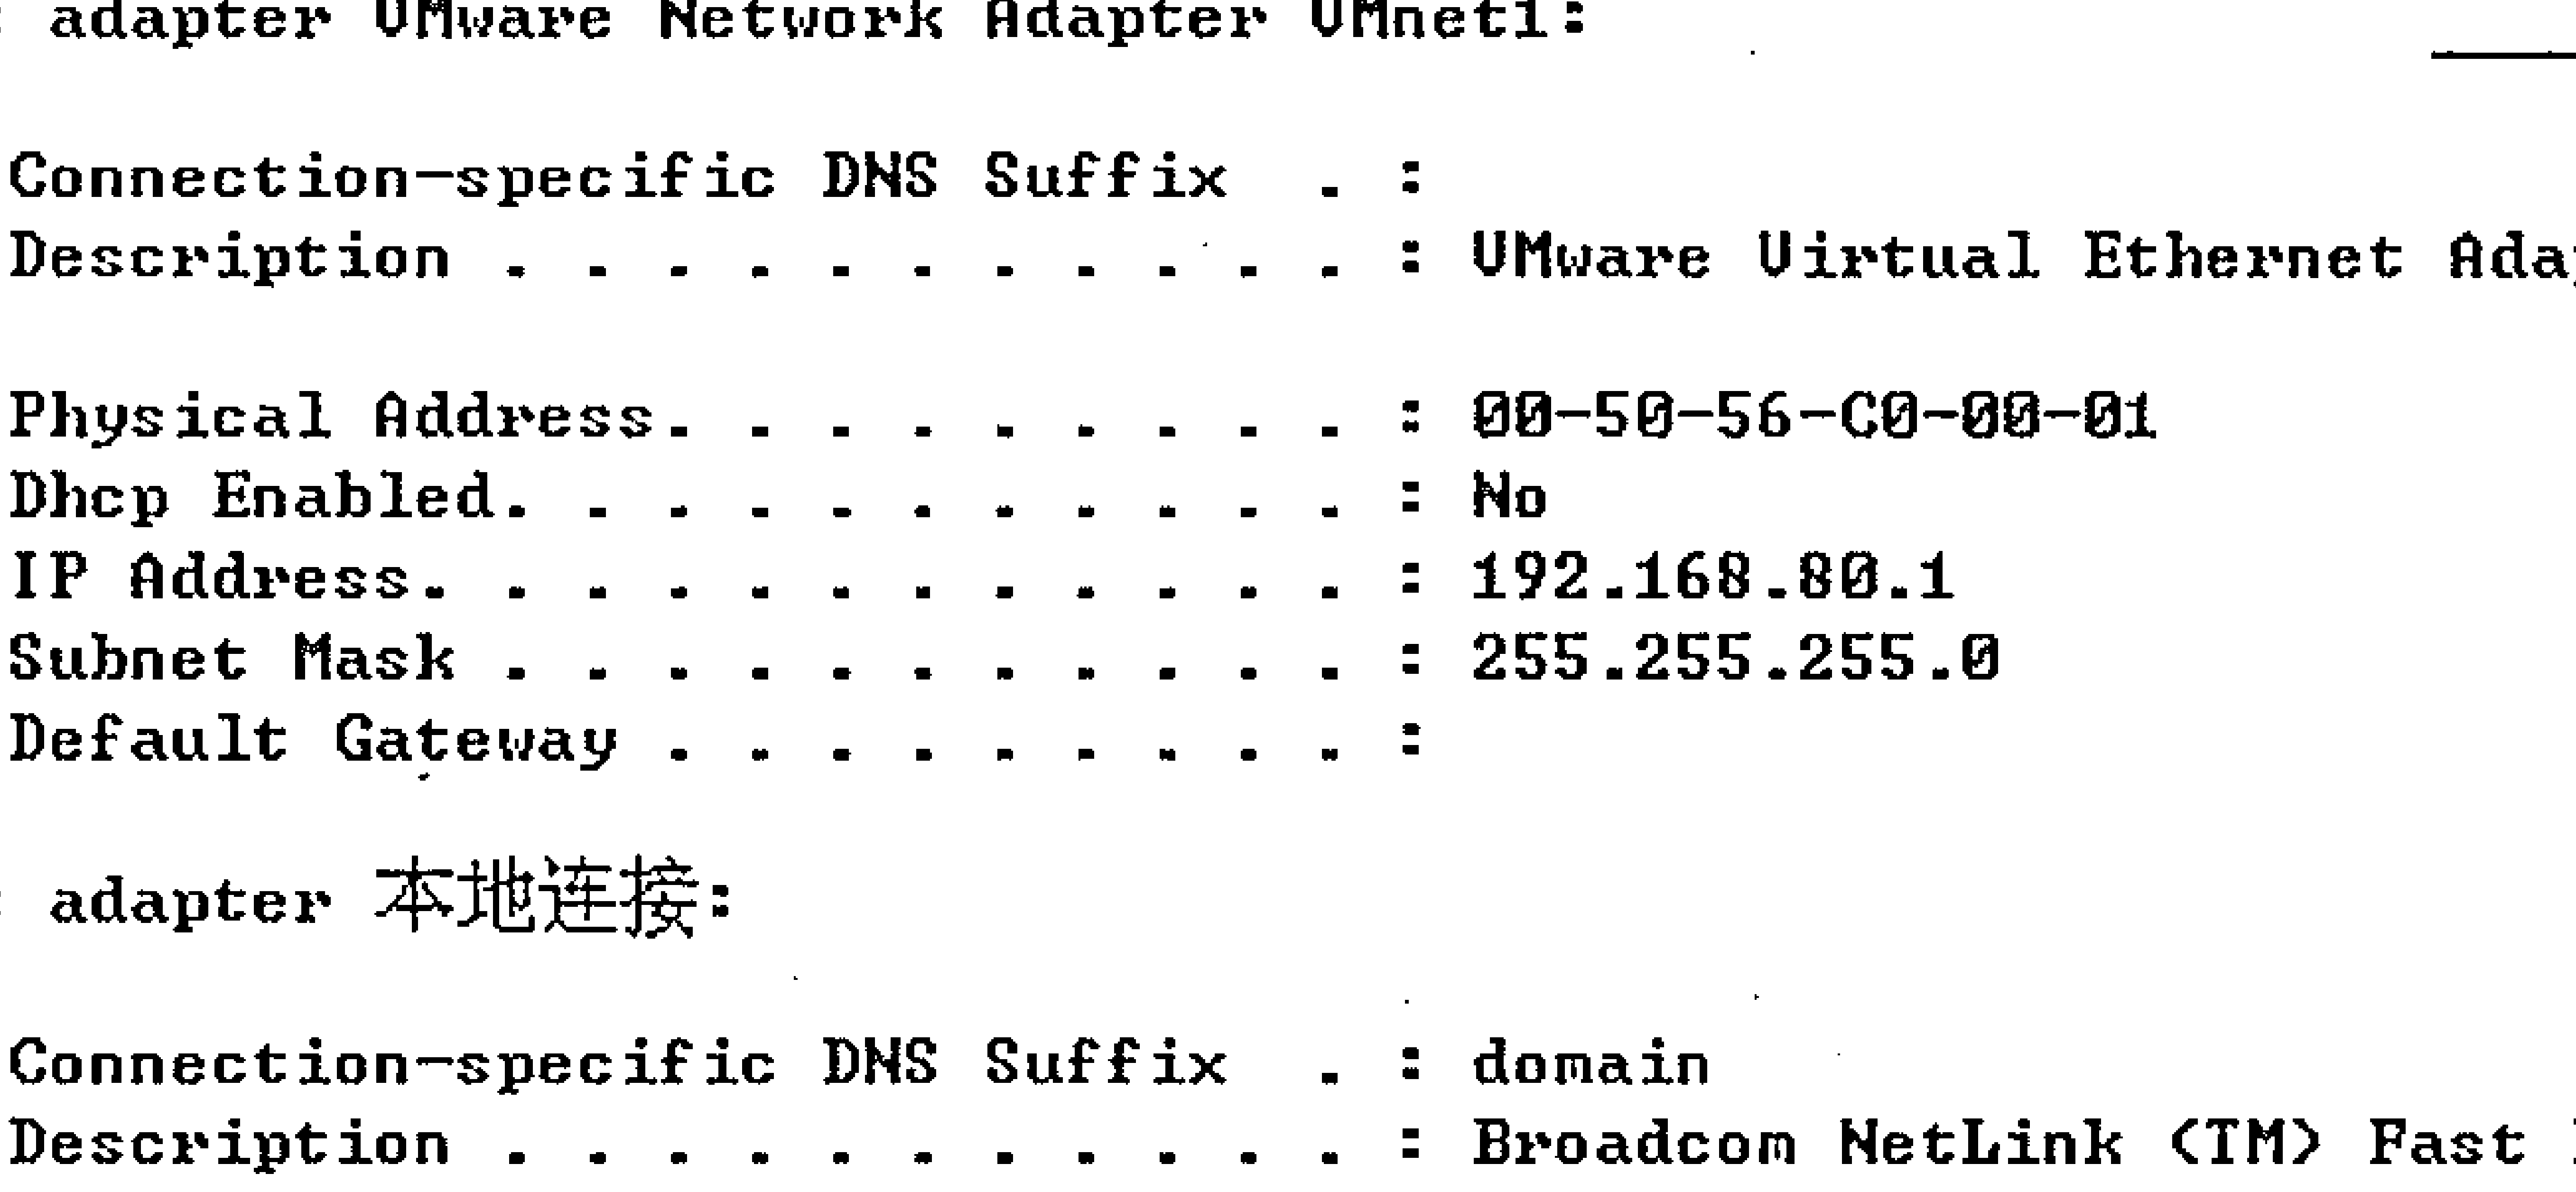 adapter VMware Network Adapter VMnet1:
Connection-specific DNS Suffix  . :
Description . . . . . . . . . . . : VMware Virtual Ethernet
Physical Address. . . . . . . . . : 00-50-56-C0-00-01
Dhcp Enabled. . . . . . . . . . . : No
IP Address. . . . . . . . . . . . : 192.168.80.1
Subnet Mask . . . . . . . . . . . : 255.255.255.0
Default Gateway . . . . . . . . . :
adapter 本地连接:
Connection-specific DNS Suffix  . : domain
Description . . . . . . . . . . . : Broadcom NetLink (TM) Fast